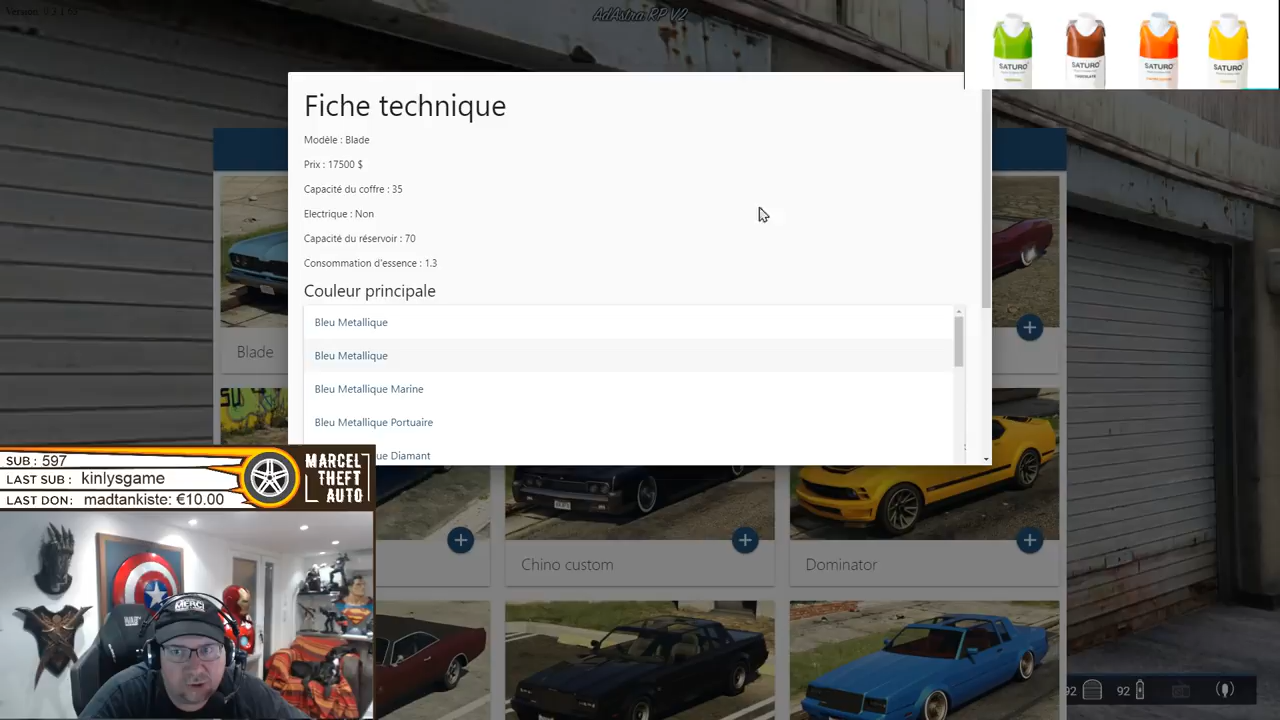 Version: 0.3.1.65
AdAstra RP V2
SATURO
SATURO
CHOCOLATE
SATURO
SATURO
Fiche technique
Modèle : Blade
Prix : 17500 $
Capacité du coffre : 35
Electrique : Non
Capacité du réservoir : 70
Consommation d'essence : 1.3
Couleur principale
Bleu Metallique
Bleu Metallique
Bleu Metallique Marine
Bleu Metallique Portuaire
ue Diamant
Blade
SUB : 597
LAST SUB : kinlysgame
LAST DON: madtankiste: €10.00
MARCEL
THEFT
AUTO
Chino custom
Dominator
MERCI
92
92